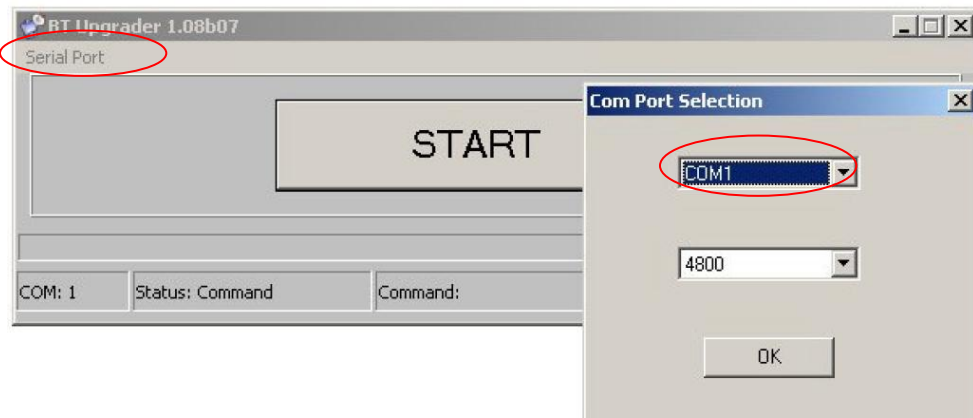 BT Upgrader 1.08b07
Serial Port
START
COM: 1
Status: Command
Command:
Com Port Selection
COM1
4800
OK